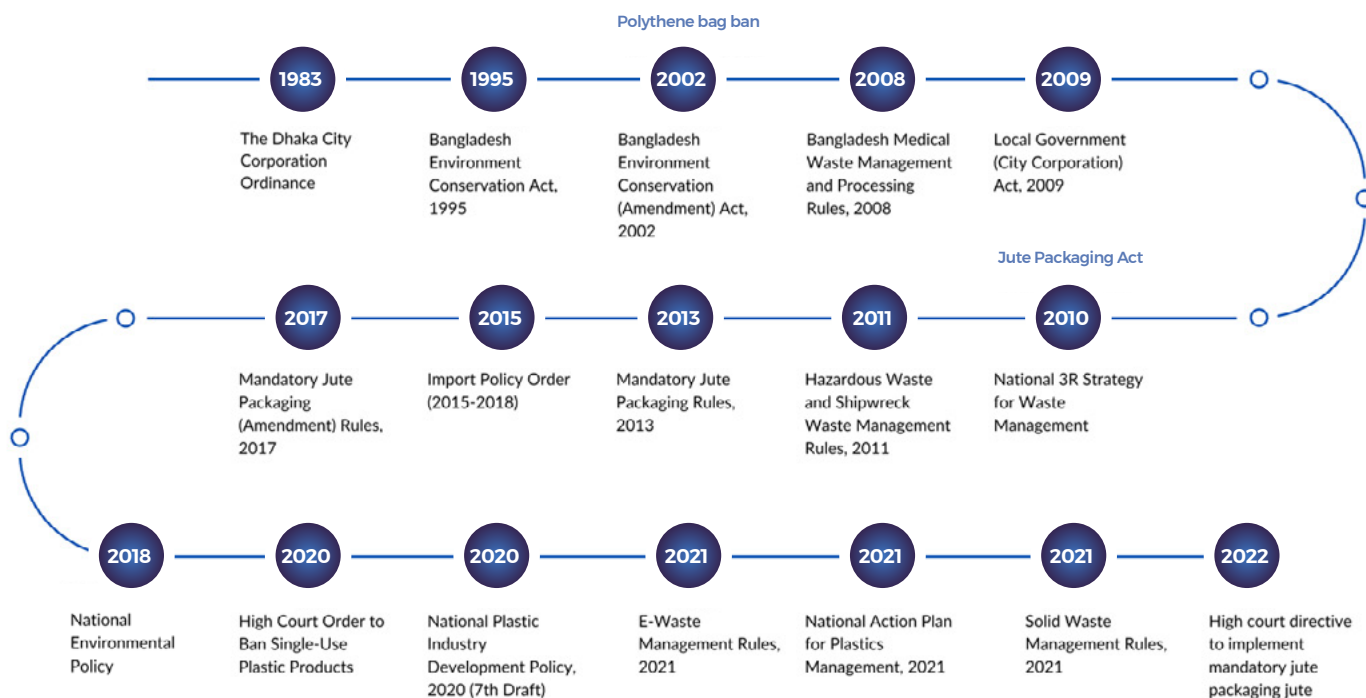 Polythene bag ban
1983
1995
2002
2008
2009
The Dhaka City
Corporation
Ordinance
Bangladesh
Environment
Conservation Act,
1995
Bangladesh
Environment
Conservation
(Amendment) Act,
2002
Bangladesh Medical
Waste Management
and Processing
Rules, 2008
Local Government
(City Corporation)
Act, 2009
Jute Packaging Act
2017
2015
2013
2011
2010
Mandatory Jute
Packaging
(Amendment) Rules,
2017
Import Policy Order
(2015-2018)
Mandatory Jute
Packaging Rules,
2013
Hazardous Waste
and Shipwreck
Waste Management
Rules, 2011
National 3R Strategy
for Waste
Management
2018
2020
2020
2021
2021
2021
2022
National
Environmental
Policy
High Court Order to
Ban Single-Use
Plastic Products
National Plastic
Industry
Development Policy,
2020 (7th Draft)
E-Waste
Management Rules,
2021
National Action Plan
for Plastics
Management, 2021
Solid Waste
Management Rules,
2021
High court directive
to implement
mandatory jute
packaging jute